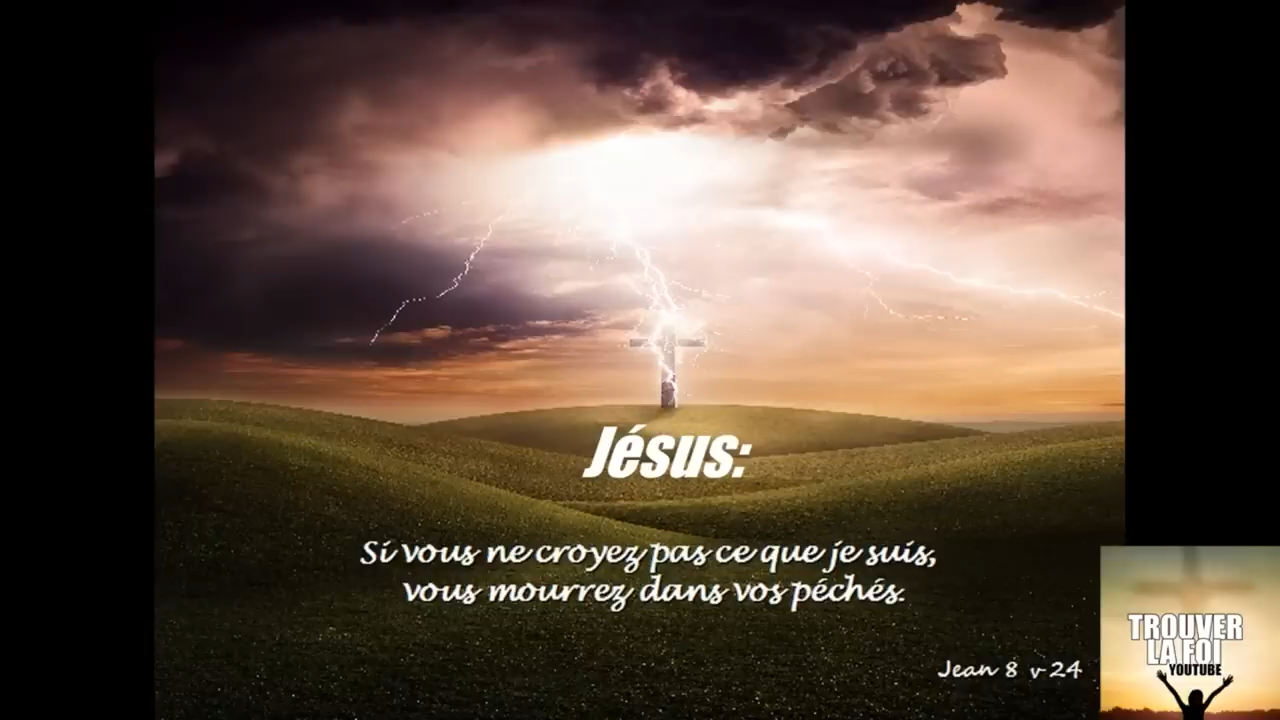 Jésus:
Si vous ne croyez pas ce que je suis,
vous mourrez dans vos péchés.
Jean 8 v 24
TROUVER
LA FOI
YOUTUBE